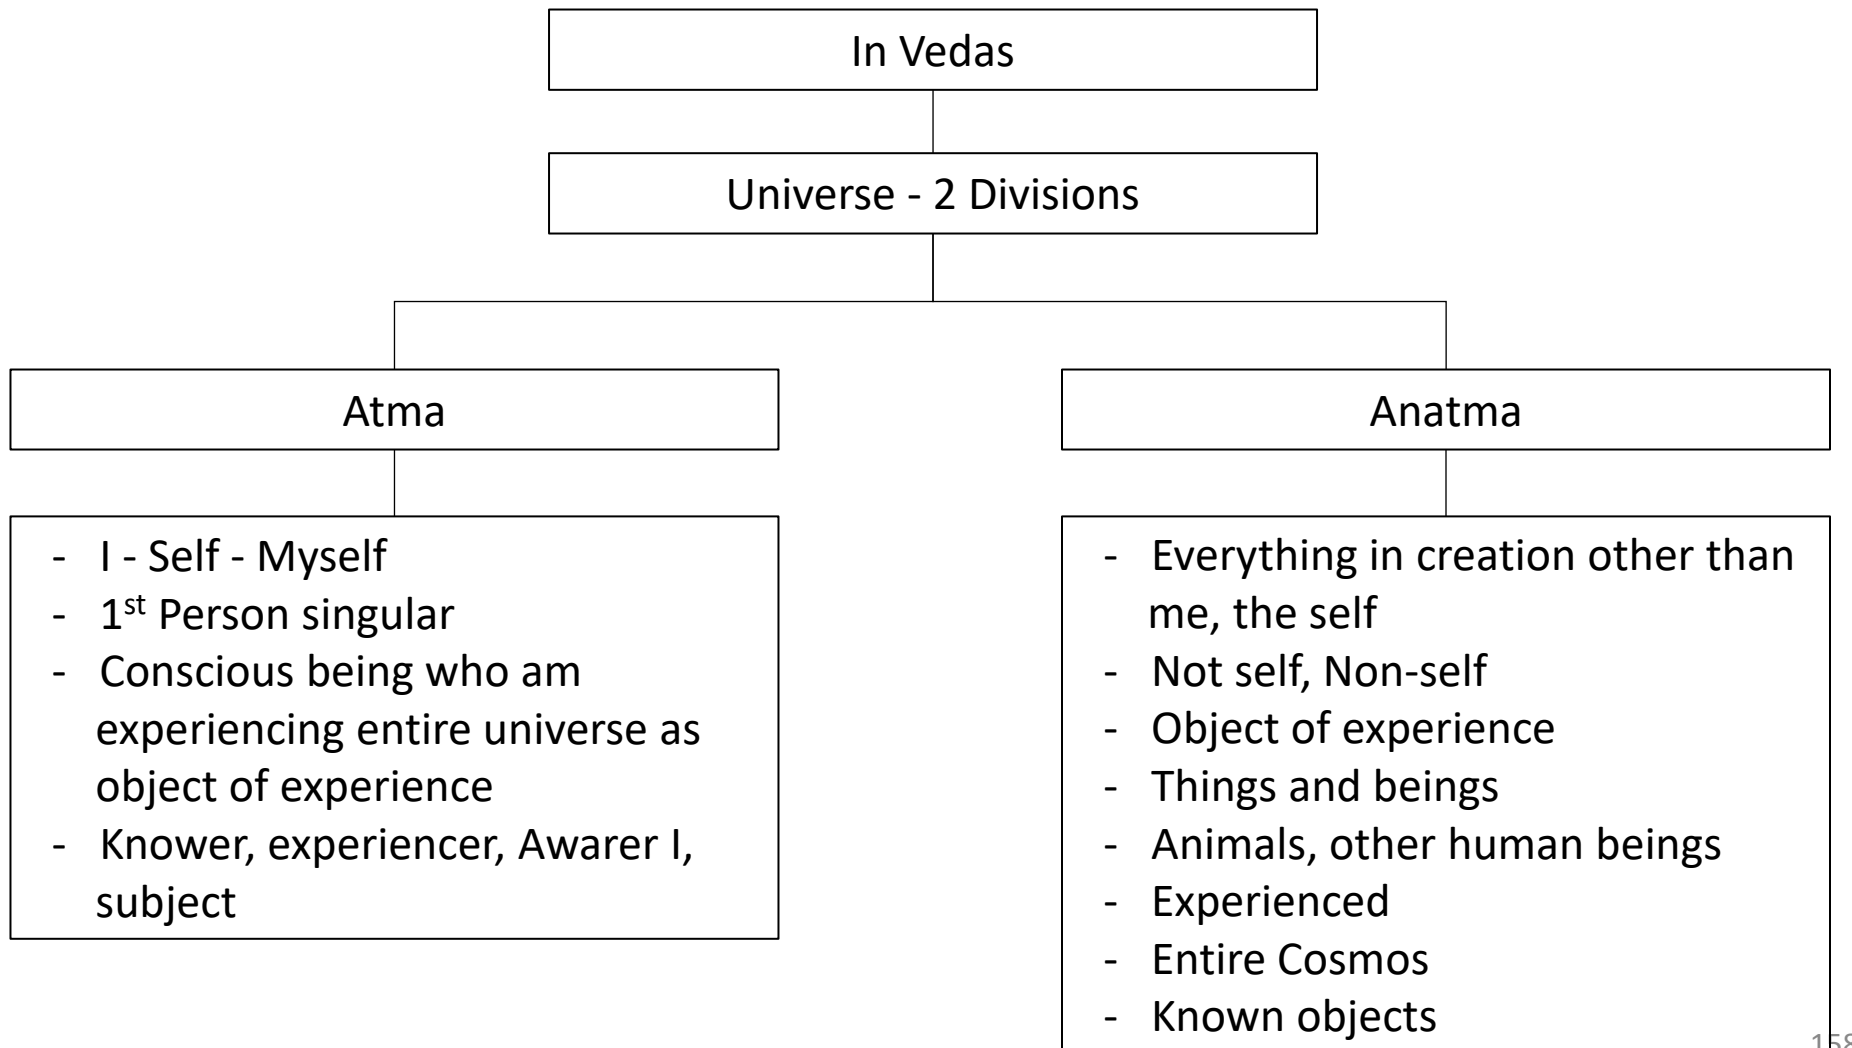 In Vedas
Universe - 2 Divisions
Atma
Anatma
- I - Self - Myself
- 1st Person singular
- Conscious being who am
experiencing entire universe as
object of experience
- Knower, experiencer, Awarer I,
subject
- Everything in creation other than
me, the self
- Not self, Non-self
- Object of experience
- Things and beings
- Animals, other human beings
- Experienced
- Entire Cosmos
- Known objects
158